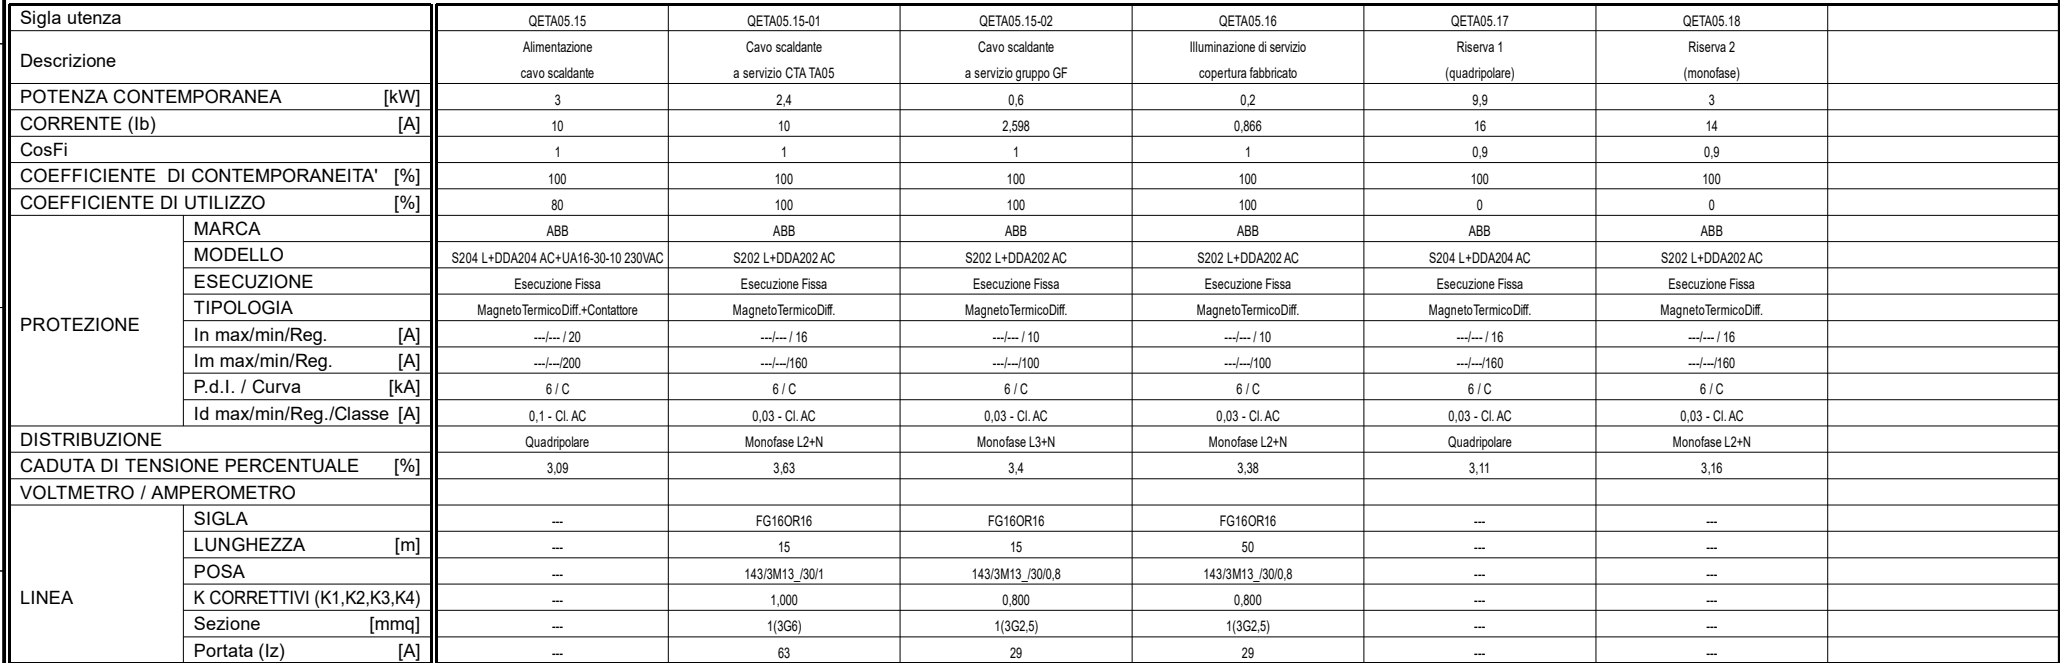 Sigla utenza QETA05.15 QETA05.15-01 QETA05.15-02 QETA05.16 QETA05.17 QETA05.18
Descrizione Alimentazione cavo scaldante Cavo scaldante a servizio CTA TA05 Cavo scaldante a servizio gruppo GF Illuminazione di servizio copertura fabbricato Riserva 1 (quadripolare) Riserva 2 (monofase)
POTENZA CONTEMPORANEA [kW] 3 2,4 0,6 0,2 9,9 3
CORRENTE (Ib) [A] 10 10 2,598 0,866 16 14
CosFi 1 1 1 1 0,9 0,9
COEFFICIENTE DI CONTEMPORANEITA' [%] 100 100 100 100 100 100
COEFFICIENTE DI UTILIZZO [%] 80 100 100 100 0 0
PROTEZIONE
MARCA ABB ABB ABB ABB ABB ABB
MODELLO S204 L+DDA204 AC+UA16-30-10 230VAC S202 L+DDA202 AC S202 L+DDA202 AC S202 L+DDA202 AC S204 L+DDA204 AC S202 L+DDA202 AC
ESECUZIONE Esecuzione Fissa Esecuzione Fissa Esecuzione Fissa Esecuzione Fissa Esecuzione Fissa Esecuzione Fissa
TIPOLOGIA MagnetoTermicoDiff.+Contattore MagnetoTermicoDiff. MagnetoTermicoDiff. MagnetoTermicoDiff. MagnetoTermicoDiff. MagnetoTermicoDiff.
In max/min/Reg. [A] ---/--- / 20 ---/--- / 16 ---/--- / 10 ---/--- / 10 ---/--- / 16 ---/--- / 16
Im max/min/Reg. [A] ---/---/200 ---/---/160 ---/---/100 ---/---/100 ---/---/160 ---/---/160
P.d.I. / Curva [kA] 6 / C 6 / C 6 / C 6 / C 6 / C 6 / C
Id max/min/Reg./Classe [A] 0,1 - Cl. AC 0,03 - Cl. AC 0,03 - Cl. AC 0,03 - Cl. AC 0,03 - Cl. AC 0,03 - Cl. AC
DISTRIBUZIONE Quadripolare Monofase L2+N Monofase L3+N Monofase L2+N Quadripolare Monofase L2+N
CADUTA DI TENSIONE PERCENTUALE [%] 3,09 3,63 3,4 3,38 3,11 3,16
VOLTMETRO / AMPEROMETRO
LINEA
SIGLA --- FG16OR16 FG16OR16 FG16OR16 --- ---
LUNGHEZZA [m] --- 15 15 50 --- ---
POSA --- 143/3M13_/30/1 143/3M13_/30/0,8 143/3M13_/30/0,8 --- ---
K CORRETTIVI (K1,K2,K3,K4) --- 1,000 0,800 0,800 --- ---
Sezione [mmq] --- 1(3G6) 1(3G2,5) 1(3G2,5) --- ---
Portata (Iz) [A] --- 63 29 29 --- ---